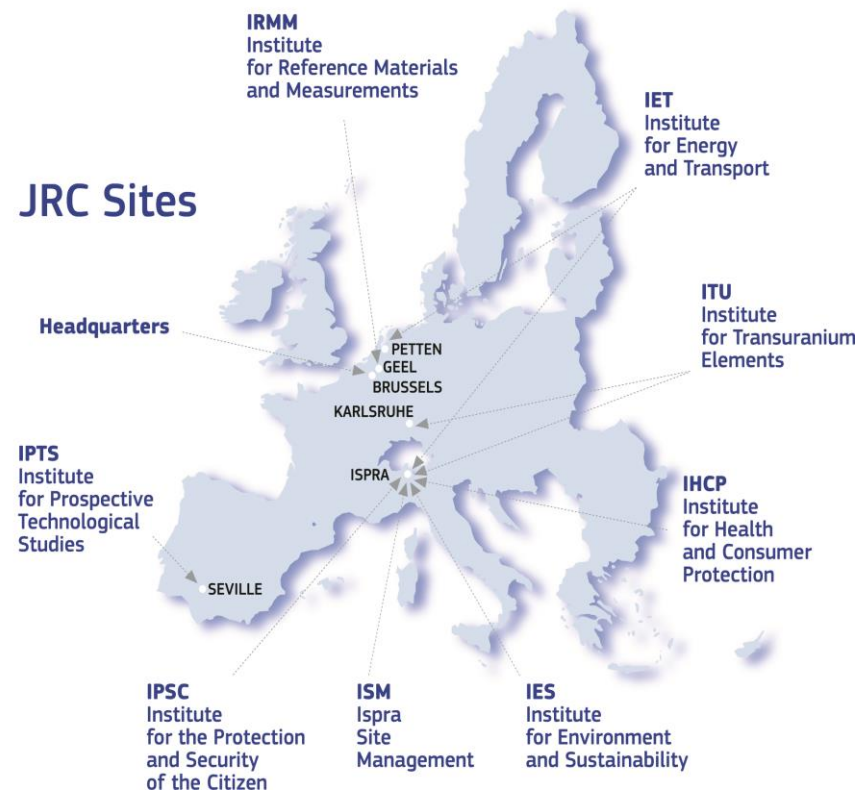 IRMM
Institute
for Reference Materials
and Measurements
IET
Institute
for Energy
and Transport
JRC Sites
ITU
Institute
for Transuranium
Elements
Headquarters
PETTEN
GEEL
BRUSSELS
KARLSRUHE
IPTS
Institute
for Prospective
Technological
Studies
ISPRA
IHCP
Institute
for Health
and Consumer
Protection
SEVILLE
IPSC
Institute
for the Protection
and Security
of the Citizen
ISM
Ispra
Site
Management
IES
Institute
for Environment
and Sustainability